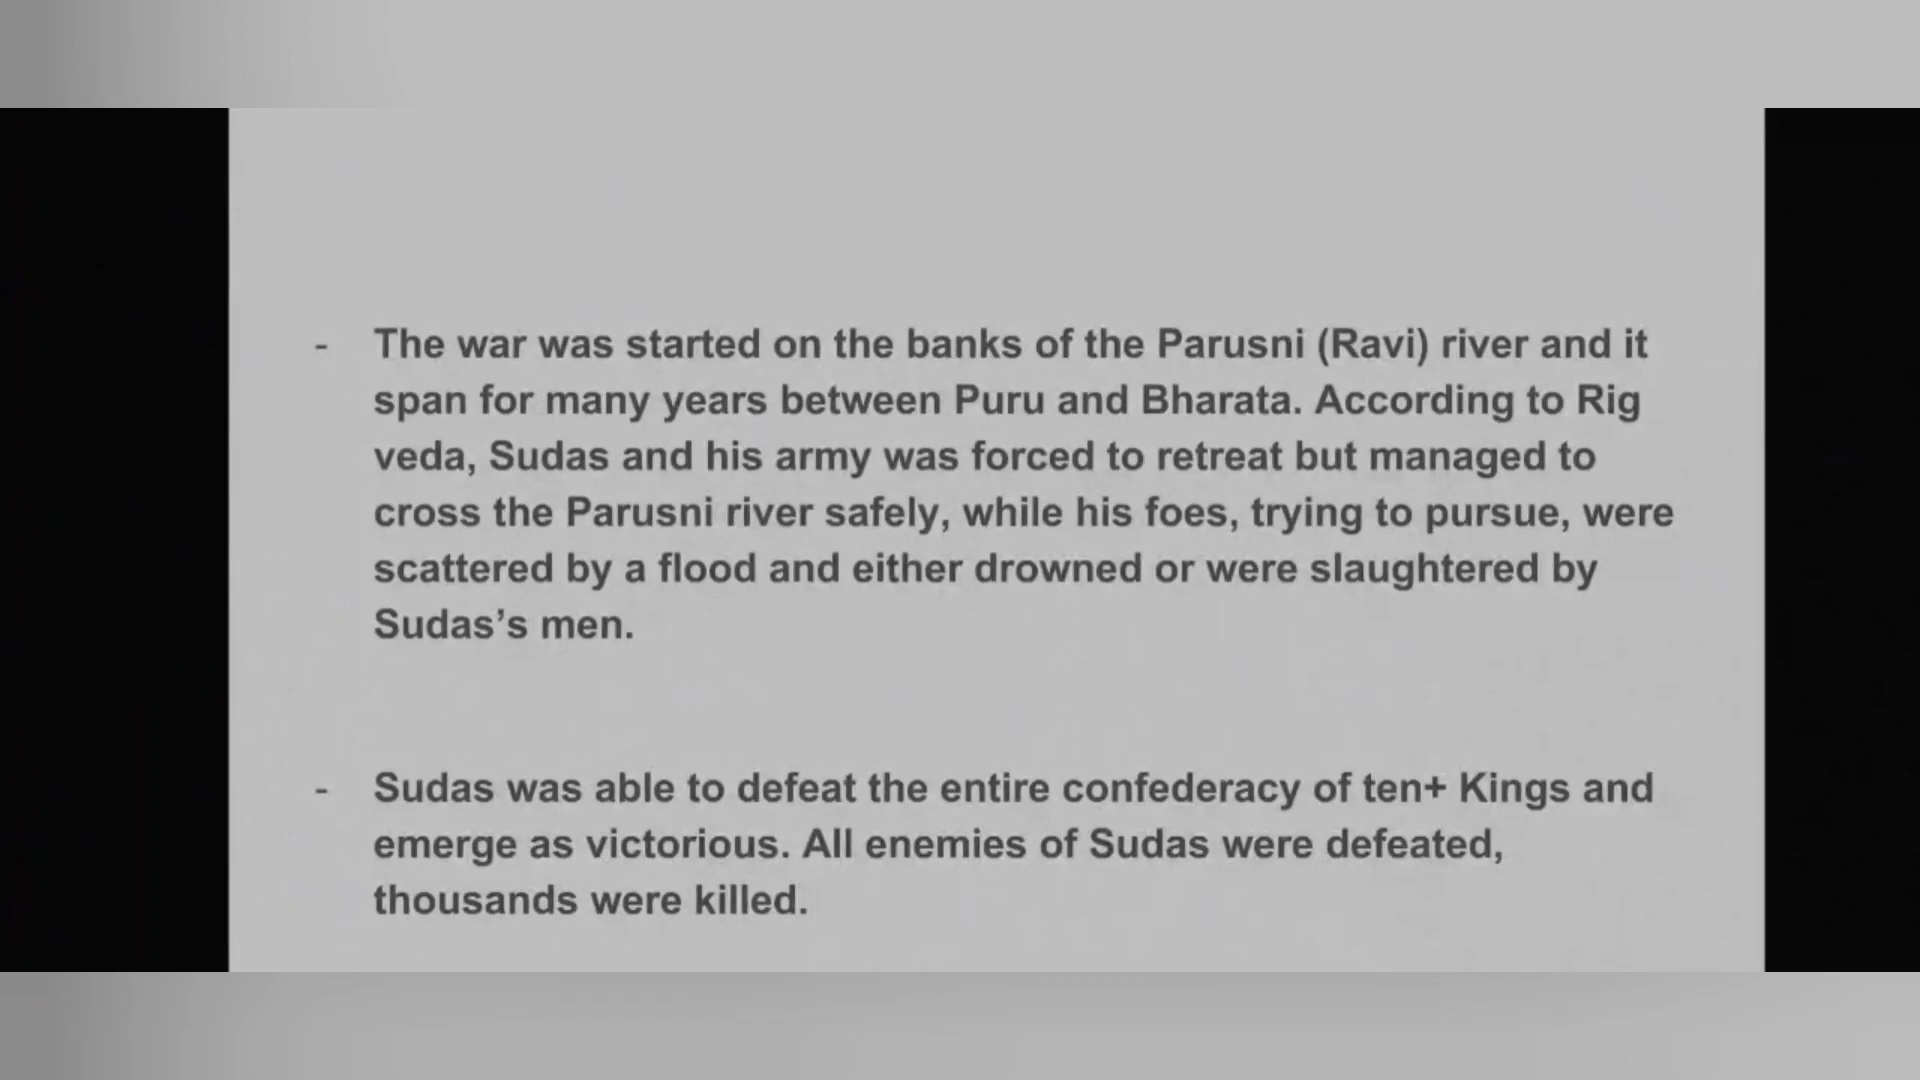 - The war was started on the banks of the Parusni (Ravi) river and it
span for many years between Puru and Bharata. According to Rig
veda, Sudas and his army was forced to retreat but managed to
cross the Parusni river safely, while his foes, trying to pursue, were
scattered by a flood and either drowned or were slaughtered by
Sudas’s men.
- Sudas was able to defeat the entire confederacy of ten+ Kings and
emerge as victorious. All enemies of Sudas were defeated,
thousands were killed.